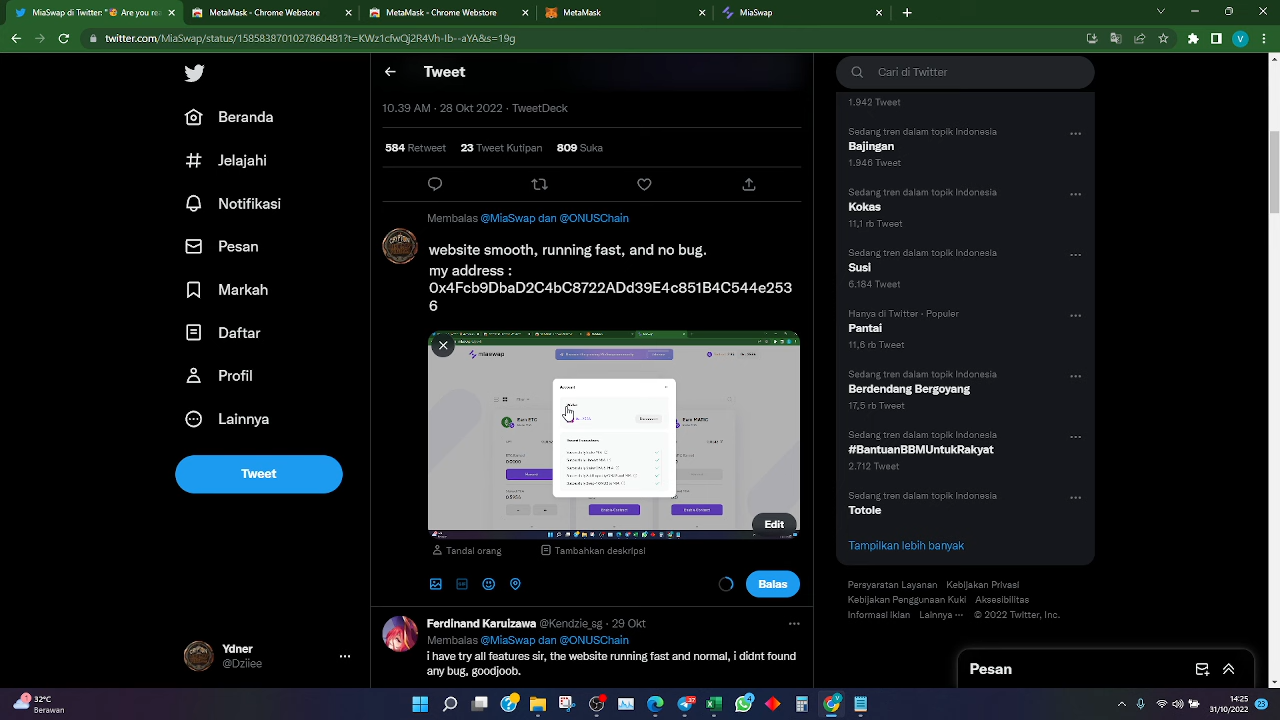 MiaSwap di Twitter "🤩 Are you rea
MetaMask - Chrome Webstore
MetaMask - Chrome Webstore
MetaMask
MiaSwap
twitter.com/MiaSwap/status/1585838701027860481?t=KWz1cfwQj2R4Vh-Ib--aYA&s=19g
V
Beranda
Jelajahi
Notifikasi
Pesan
Markah
Daftar
Profil
Lainnya
Tweet
Ydner
@Dziiee
Tweet
10.39 AM · 28 Okt 2022 · TweetDeck
584 Retweet 23 Tweet Kutipan 809 Suka
Membalas @MiaSwap dan @ONUSChain
website smooth, running fast, and no bug.
my address :
0x4Fcb9DbaD2C4bC8722ADd39E4c851B4C544e253
6
miaswap
Account
Earn ETC
Earn MATIC
Edit
Tandai orang
Tambahkan deskripsi
Balas
Ferdinand Karuizawa @Kendzie_sg · 29 Okt
Membalas @MiaSwap dan @ONUSChain
i have try all features sir, the website running fast and normal, i didnt found
any bug, goodjoob.
Cari di Twitter
1.942 Tweet
Sedang tren dalam topik Indonesia
Bajingan
1.946 Tweet
Sedang tren dalam topik Indonesia
Kokas
11,1 rb Tweet
Sedang tren dalam topik Indonesia
Susi
6.184 Tweet
Hanya di Twitter · Populer
Pantai
11,6 rb Tweet
Sedang tren dalam topik Indonesia
Berdendang Bergoyang
17,5 rb Tweet
Sedang tren dalam topik Indonesia
#BantuanBBMUntukRakyat
2.712 Tweet
Sedang tren dalam topik Indonesia
Totole
Tampilkan lebih banyak
Persyaratan Layanan Kebijakan Privasi
Kebijakan Penggunaan Kuki Aksesibilitas
Informasi Iklan Lainnya ··· © 2022 Twitter, Inc.
Pesan
32°C
Berawan
14.25
31/10/2022